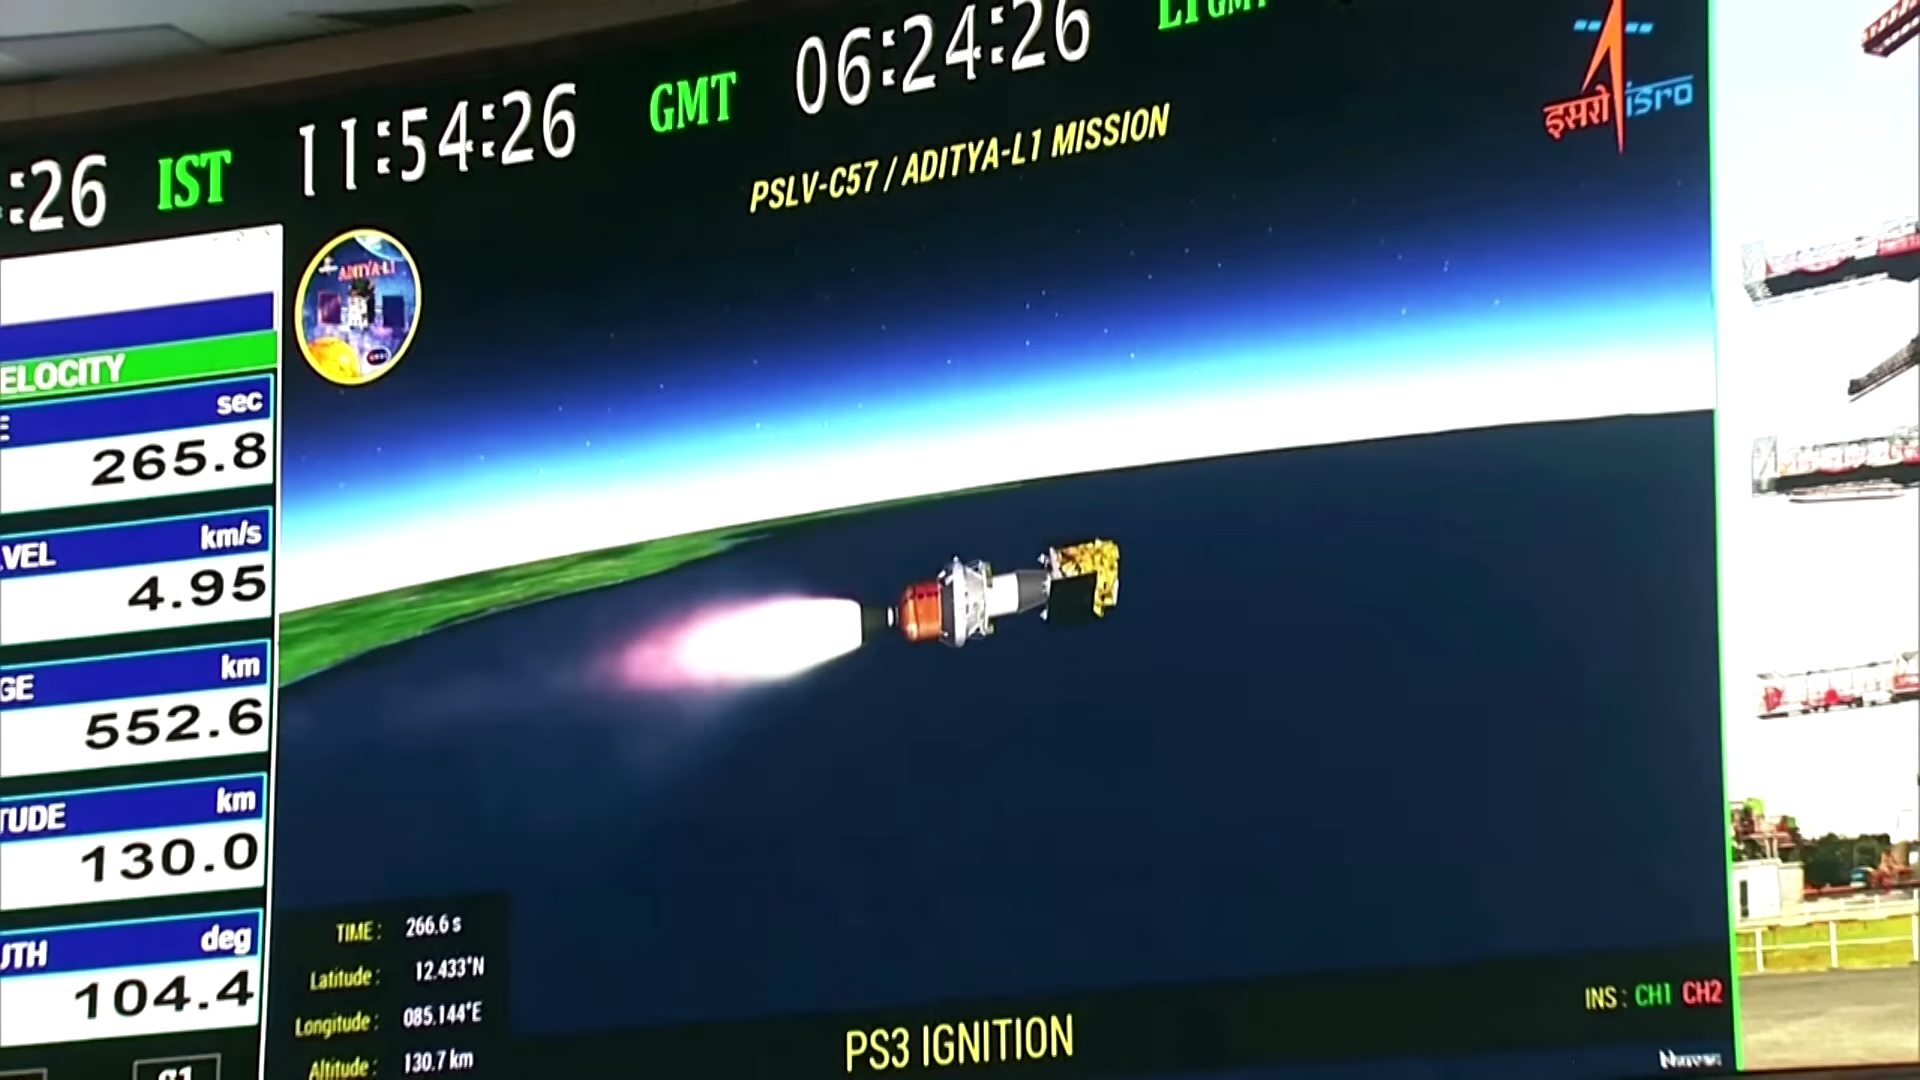 :26 IST 11:54:26 GMT 06:24:26
इसरो isro
PSLV-C57 / ADITYA-L1 MISSION
ADITYA-L1
ELOCITY
sec
265.8
VEL km/s
4.95
GE km
552.6
TUDE km
130.0
UTH deg
104.4
TIME : 266.6 s
Latitude : 12.433°N
Longitude : 085.144°E
Altitude : 130.7 km
PS3 IGNITION
INS : CH1 CH2